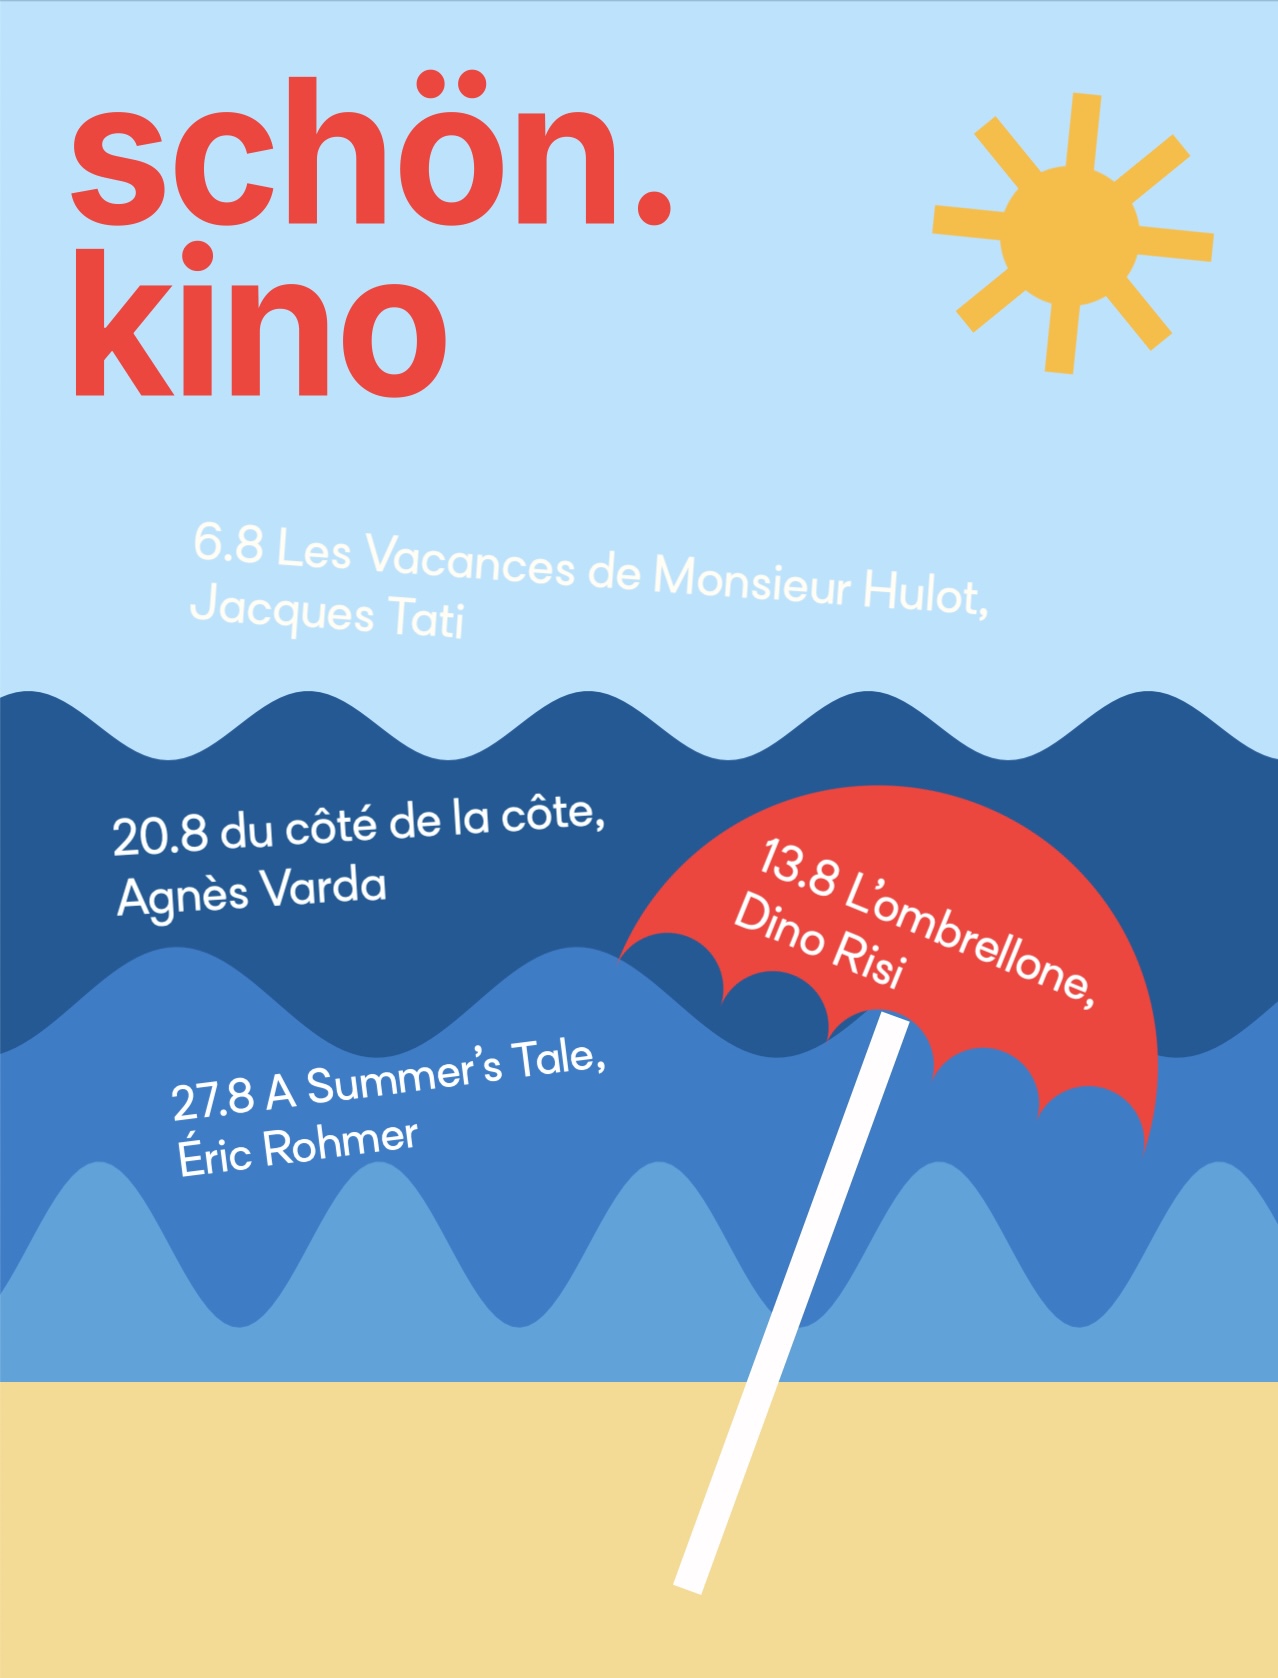 schön.
kino
6.8 Les Vacances de Monsieur Hulot,
Jacques Tati
20.8 du côté de la côte,
Agnès Varda
13.8 L’ombrellone,
Dino Risi
27.8 A Summer’s Tale,
Éric Rohmer